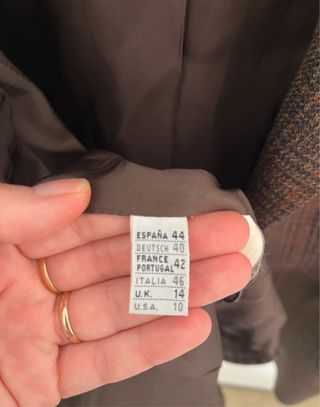 ESPAÑA 44
DEUTSCH 40
FRANCE
PORTUGAL 42
ITALIA 46
U.K. 14
U.S.A. 10